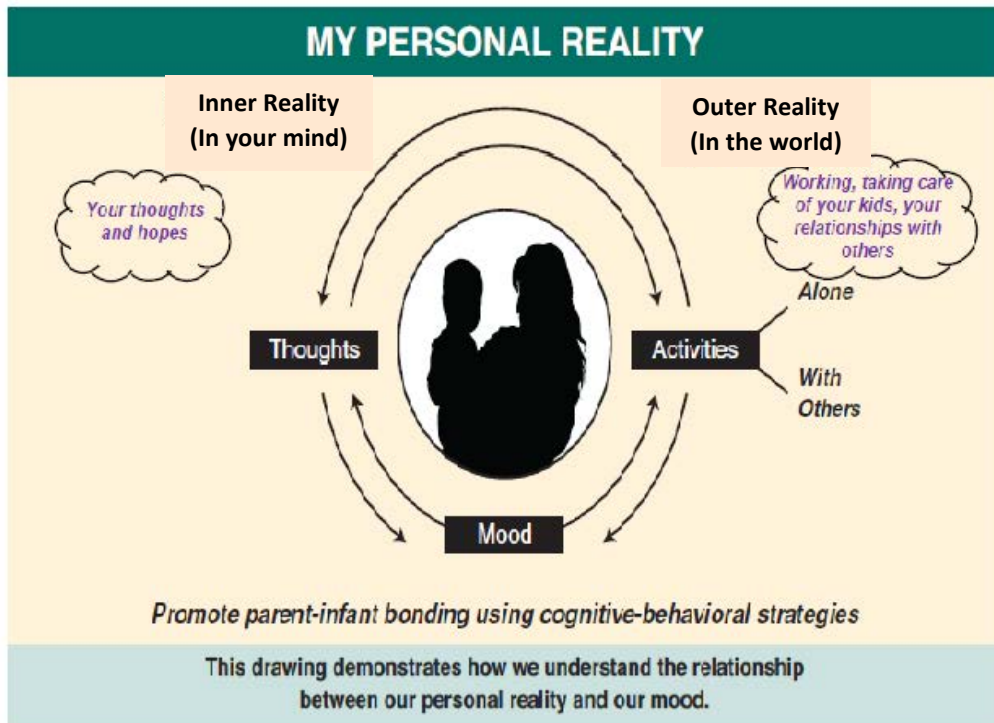 MY PERSONAL REALITY
Inner Reality
(In your mind)
Outer Reality
(In the world)
Your thoughts
and hopes
Working, taking care
of your kids, your
relationships with
others
Alone
Thoughts
Activities
With
Others
Mood
Promote parent-infant bonding using cognitive-behavioral strategies
This drawing demonstrates how we understand the relationship
between our personal reality and our mood.